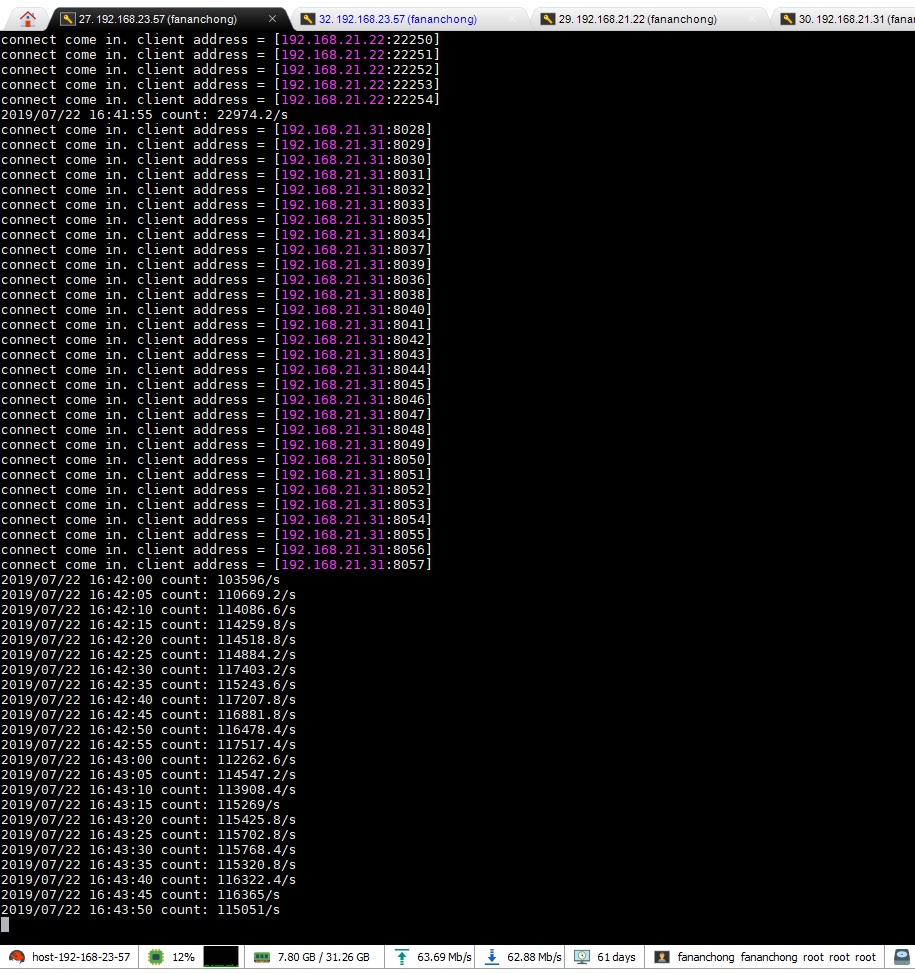 27. 192.168.23.57 (fananchong)
32. 192.168.23.57 (fananchong)
29. 192.168.21.22 (fananchong)
30. 192.168.21.31 (fanan
connect come in. client address = [192.168.21.22:22250]
connect come in. client address = [192.168.21.22:22251]
connect come in. client address = [192.168.21.22:22252]
connect come in. client address = [192.168.21.22:22253]
connect come in. client address = [192.168.21.22:22254]
2019/07/22 16:41:55 count: 22974.2/s
connect come in. client address = [192.168.21.31:8028]
connect come in. client address = [192.168.21.31:8029]
connect come in. client address = [192.168.21.31:8030]
connect come in. client address = [192.168.21.31:8031]
connect come in. client address = [192.168.21.31:8032]
connect come in. client address = [192.168.21.31:8033]
connect come in. client address = [192.168.21.31:8035]
connect come in. client address = [192.168.21.31:8034]
connect come in. client address = [192.168.21.31:8037]
connect come in. client address = [192.168.21.31:8039]
connect come in. client address = [192.168.21.31:8036]
connect come in. client address = [192.168.21.31:8038]
connect come in. client address = [192.168.21.31:8040]
connect come in. client address = [192.168.21.31:8041]
connect come in. client address = [192.168.21.31:8042]
connect come in. client address = [192.168.21.31:8043]
connect come in. client address = [192.168.21.31:8044]
connect come in. client address = [192.168.21.31:8045]
connect come in. client address = [192.168.21.31:8046]
connect come in. client address = [192.168.21.31:8047]
connect come in. client address = [192.168.21.31:8048]
connect come in. client address = [192.168.21.31:8049]
connect come in. client address = [192.168.21.31:8050]
connect come in. client address = [192.168.21.31:8051]
connect come in. client address = [192.168.21.31:8052]
connect come in. client address = [192.168.21.31:8053]
connect come in. client address = [192.168.21.31:8054]
connect come in. client address = [192.168.21.31:8055]
connect come in. client address = [192.168.21.31:8056]
connect come in. client address = [192.168.21.31:8057]
2019/07/22 16:42:00 count: 103596/s
2019/07/22 16:42:05 count: 110669.2/s
2019/07/22 16:42:10 count: 114086.6/s
2019/07/22 16:42:15 count: 114259.8/s
2019/07/22 16:42:20 count: 114518.8/s
2019/07/22 16:42:25 count: 114884.2/s
2019/07/22 16:42:30 count: 117403.2/s
2019/07/22 16:42:35 count: 115243.6/s
2019/07/22 16:42:40 count: 117207.8/s
2019/07/22 16:42:45 count: 116881.8/s
2019/07/22 16:42:50 count: 116478.4/s
2019/07/22 16:42:55 count: 117517.4/s
2019/07/22 16:43:00 count: 112262.6/s
2019/07/22 16:43:05 count: 114547.2/s
2019/07/22 16:43:10 count: 113908.4/s
2019/07/22 16:43:15 count: 115269/s
2019/07/22 16:43:20 count: 115425.8/s
2019/07/22 16:43:25 count: 115702.8/s
2019/07/22 16:43:30 count: 115768.4/s
2019/07/22 16:43:35 count: 115320.8/s
2019/07/22 16:43:40 count: 116322.4/s
2019/07/22 16:43:45 count: 116365/s
2019/07/22 16:43:50 count: 115051/s
host-192-168-23-57 12% 7.80 GB / 31.26 GB 63.69 Mb/s 62.88 Mb/s 61 days fananchong fananchong root root root